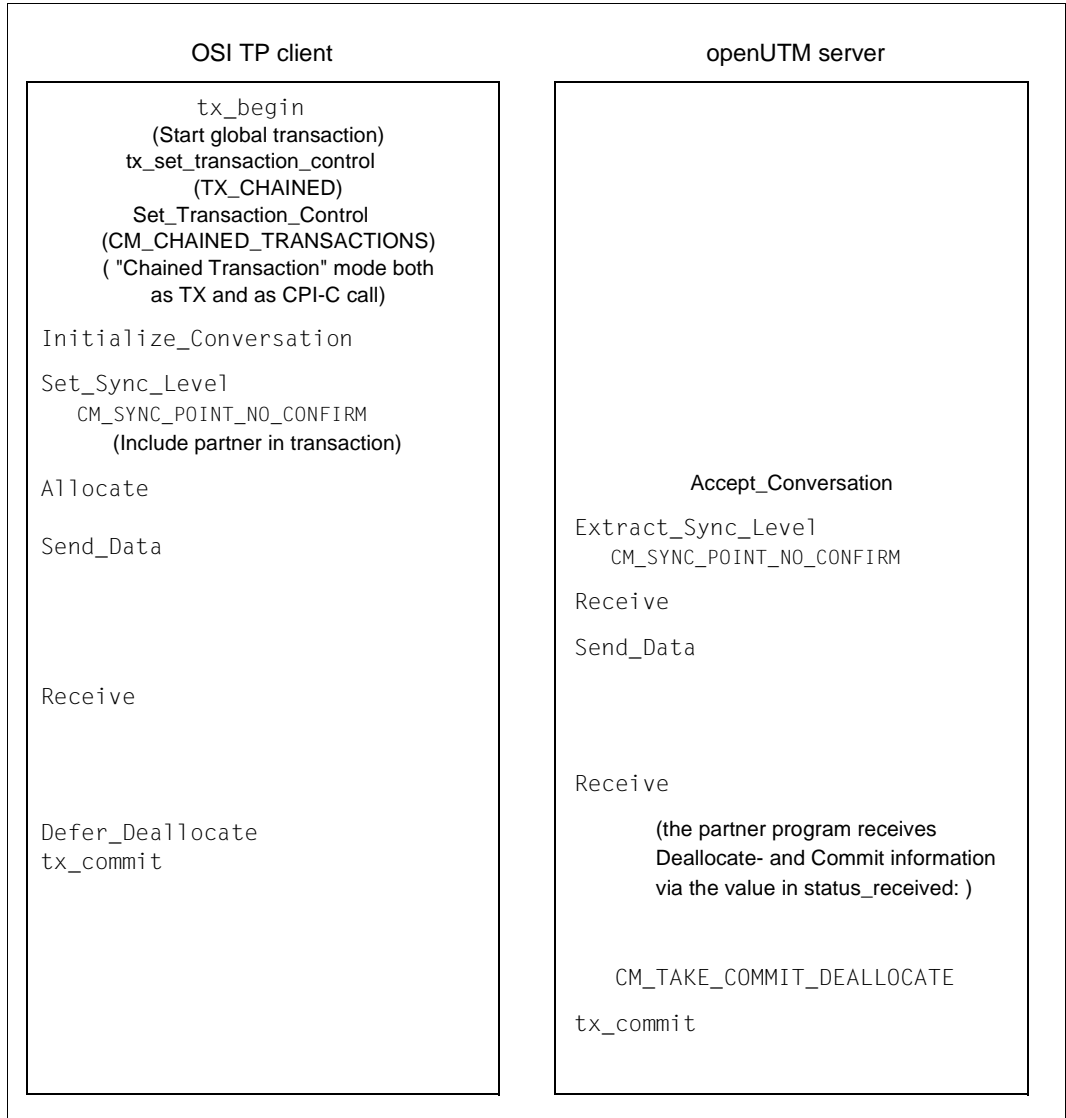 OSI TP client
tx_begin
(Start global transaction)
tx_set_transaction_control
(TX_CHAINED)
Set_Transaction_Control
(CM_CHAINED_TRANSACTIONS)
( "Chained Transaction" mode both
as TX and as CPI-C call)
Initialize_Conversation
Set_Sync_Level
CM_SYNC_POINT_NO_CONFIRM
(Include partner in transaction)
Allocate
Send_Data
Receive
Defer_Deallocate
tx_commit
openUTM server
Accept_Conversation
Extract_Sync_Level
CM_SYNC_POINT_NO_CONFIRM
Receive
Send_Data
Receive
(the partner program receives
Deallocate- and Commit information
via the value in status_received: )
CM_TAKE_COMMIT_DEALLOCATE
tx_commit